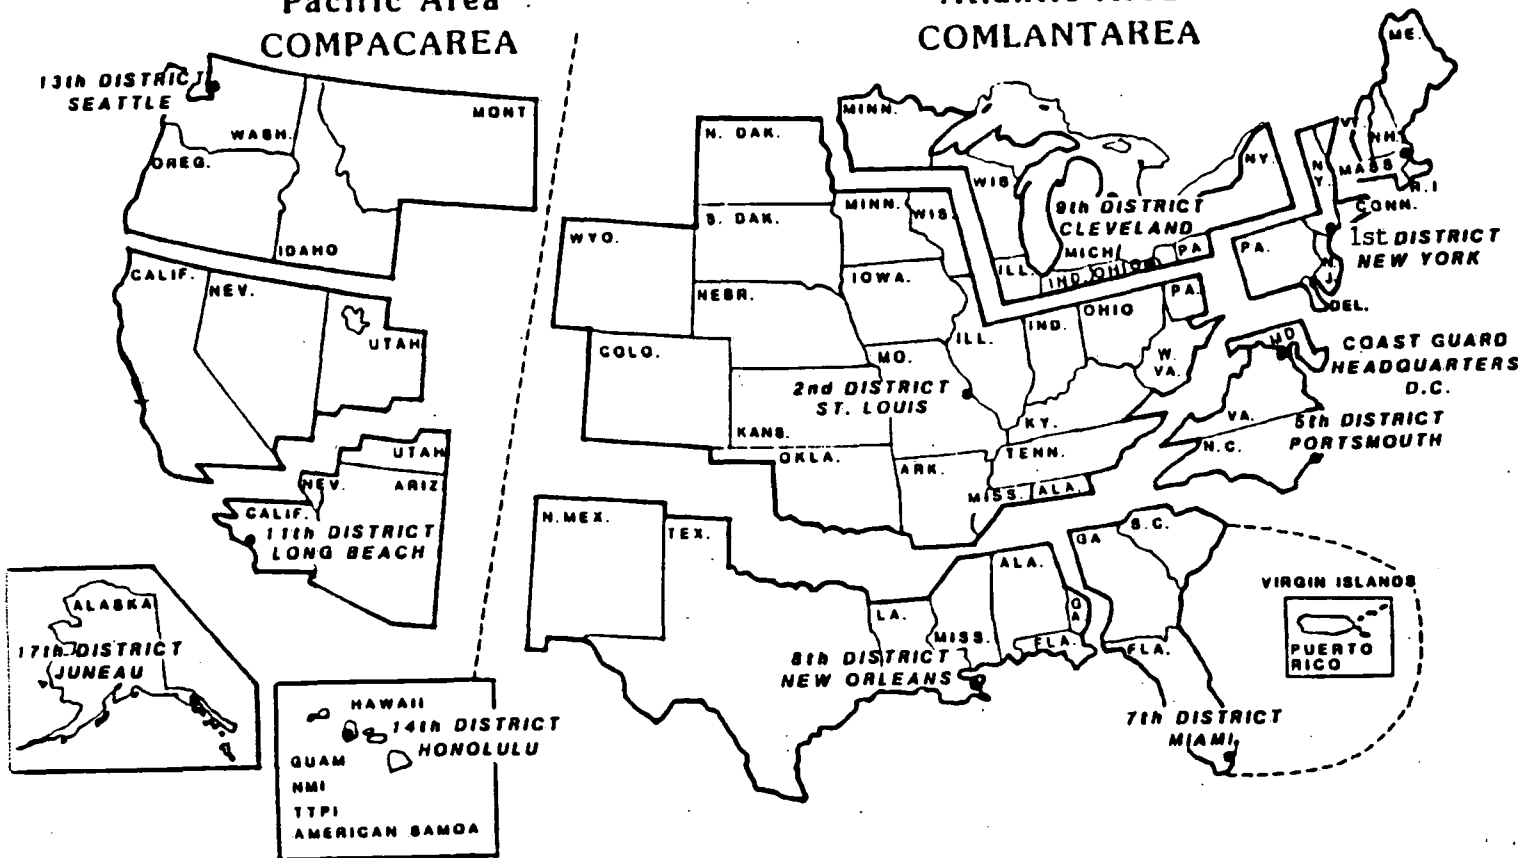 Pacific Area
COMPACAREA
COMLANTAREA
13th DISTRICT
SEATTLE
WASH.
OREG.
MONT
IDAHO
CALIF.
NEV.
UTAH
UTAH
NEV.
ARIZ
CALIF.
11th DISTRICT
LONG BEACH
ALASKA
17th DISTRICT
JUNEAU
HAWAII
14th DISTRICT
HONOLULU
GUAM
NMI
TTPI
AMERICAN SAMOA
MINN.
N. DAK.
WIS
NY.
9th DISTRICT
CLEVELAND
MICH
ILL.
IND.
OHIO
PA
WYO.
S. DAK.
MINN.
WIS.
IOWA.
NEBR.
COLO.
MO.
ILL.
IND.
OHIO
PA.
W.
VA.
2nd DISTRICT
ST. LOUIS
KY.
KANS.
OKLA.
ARK.
TENN.
MISS.
ALA.
ME.
VT.
NH.
MASS
R.I
CONN.
N
Y.
1st DISTRICT
NEW YORK
PA.
N.
J.
DEL.
MD
COAST GUARD
HEADQUARTERS
D.C.
VA.
N.C.
5th DISTRICT
PORTSMOUTH
N.MEX.
TEX.
LA.
MISS.
ALA.
G
A
FLA.
8th DISTRICT
NEW ORLEANS
GA
S.C.
FLA.
7th DISTRICT
MIAMI
VIRGIN ISLANDS
PUERTO
RICO